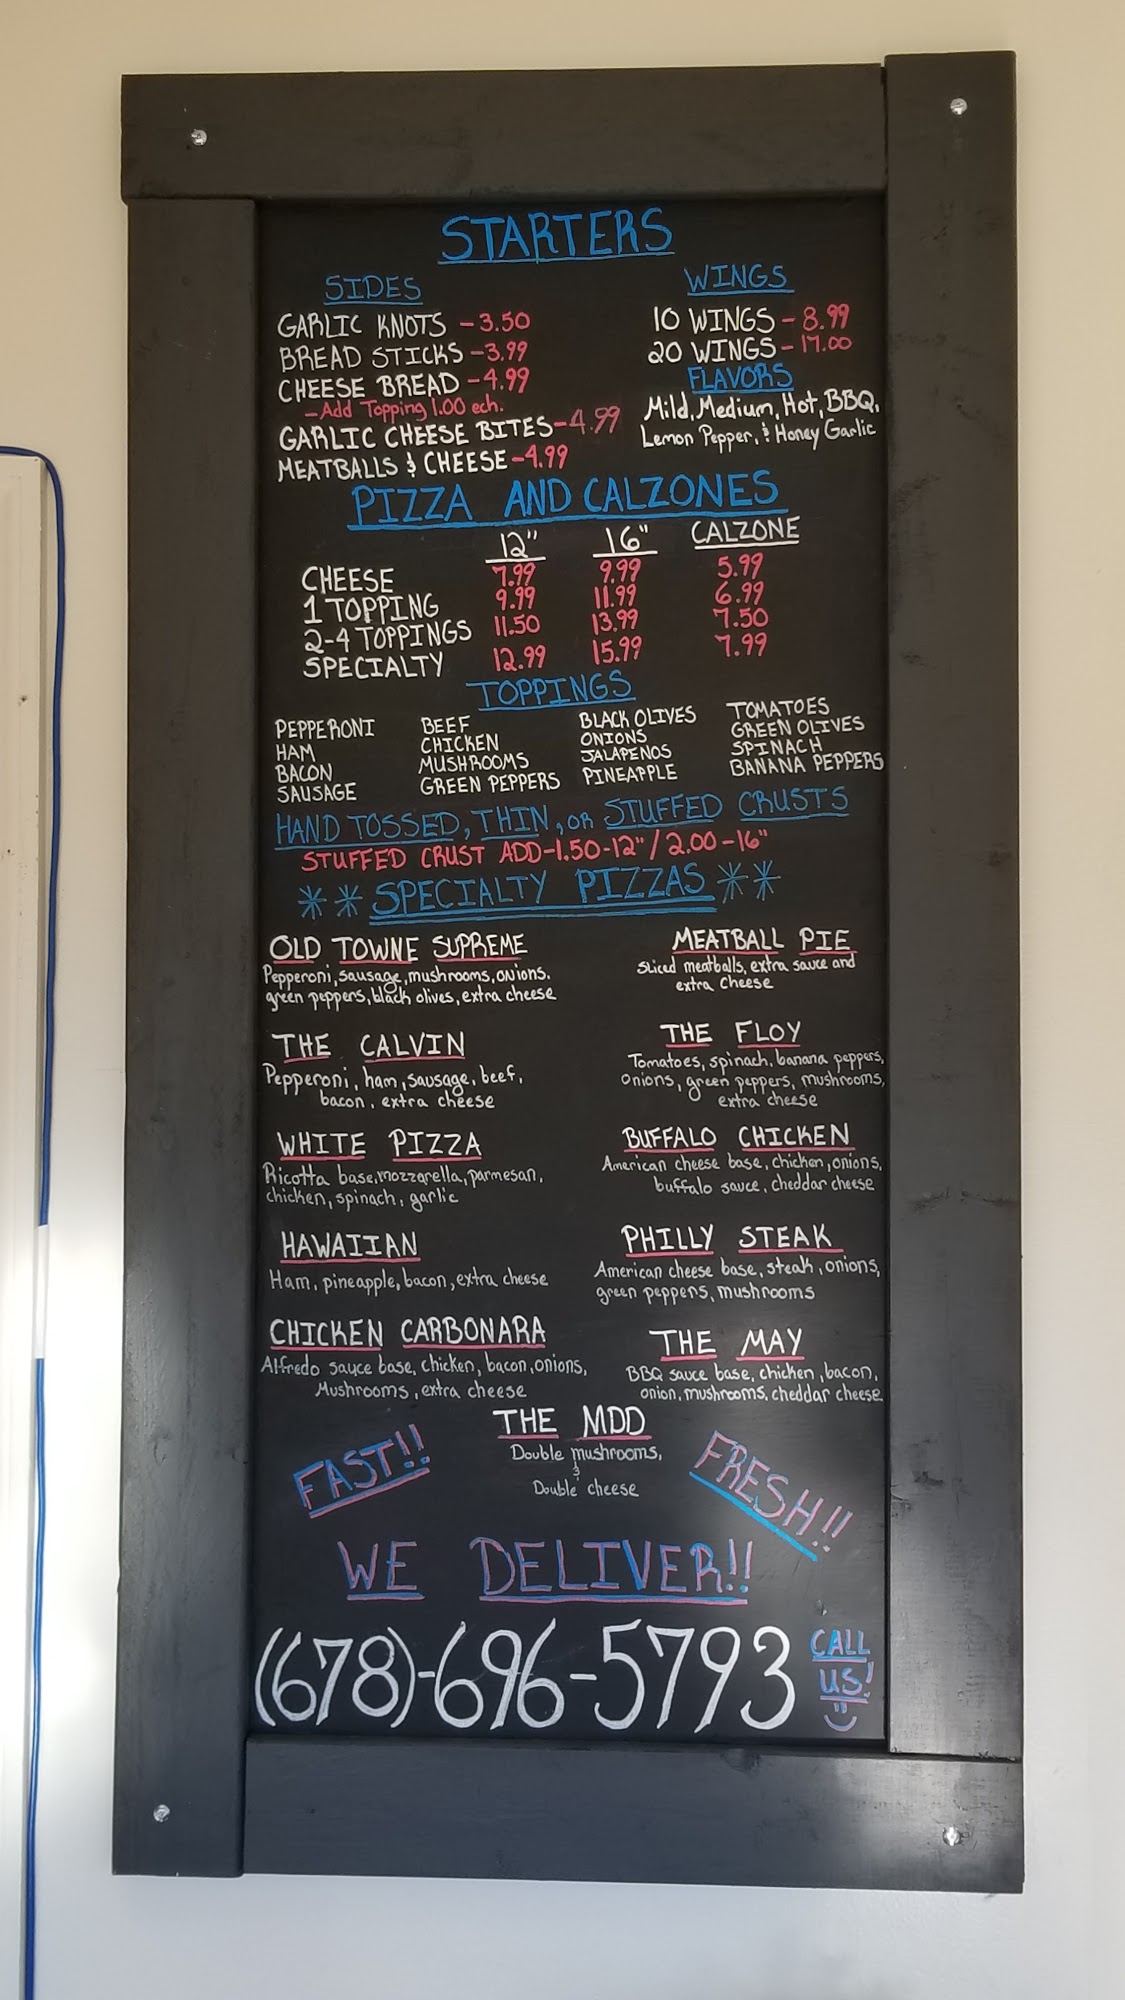 STARTERS
SIDES
GARLIC KNOTS - 3.50
BREAD STICKS - 3.99
CHEESE BREAD - 4.99
- Add Topping 1.00 ech.
GARLIC CHEESE BITES - 4.99
MEATBALLS & CHEESE - 4.99
WINGS
10 WINGS - 8.99
20 WINGS - 17.00
FLAVORS
Mild, Medium, Hot, BBQ,
Lemon Pepper, & Honey Garlic
PIZZA AND CALZONES
12" 16" CALZONE
CHEESE 7.99 9.99 5.99
1 TOPPING 9.99 11.99 6.99
2-4 TOPPINGS 11.50 13.99 7.50
SPECIALTY 12.99 15.99 7.99
TOPPINGS
PEPPERONI BEEF BLACK OLIVES TOMATOES
HAM CHICKEN ONIONS GREEN OLIVES
BACON MUSHROOMS JALAPENOS SPINACH
SAUSAGE GREEN PEPPERS PINEAPPLE BANANA PEPPERS
HAND TOSSED, THIN, OR STUFFED CRUSTS
STUFFED CRUST ADD-1.50-12" / 2.00-16"
** SPECIALTY PIZZAS **
OLD TOWNE SUPREME
Pepperoni, sausage, mushrooms, onions,
green peppers, black olives, extra cheese
MEATBALL PIE
Sliced meatballs, extra sauce and
extra cheese
THE CALVIN
Pepperoni, ham, sausage, beef,
bacon, extra cheese
THE FLOY
Tomatoes, spinach, banana peppers,
onions, green peppers, mushrooms,
extra cheese
WHITE PIZZA
Ricotta base, mozzarella, parmesan,
chicken, spinach, garlic
BUFFALO CHICKEN
American cheese base, chicken, onions,
buffalo sauce, cheddar cheese
HAWAIIAN
Ham, pineapple, bacon, extra cheese
PHILLY STEAK
American cheese base, steak, onions,
green peppers, mushrooms
CHICKEN CARBONARA
Alfredo sauce base, chicken, bacon, onions,
Mushrooms, extra cheese
THE MAY
BBQ sauce base, chicken, bacon,
onion, mushrooms, cheddar cheese
THE MDD
Double mushrooms,
&
Double cheese
FAST!!
FRESH!!
WE DELIVER!!
(678)-696-5793
CALL
US!